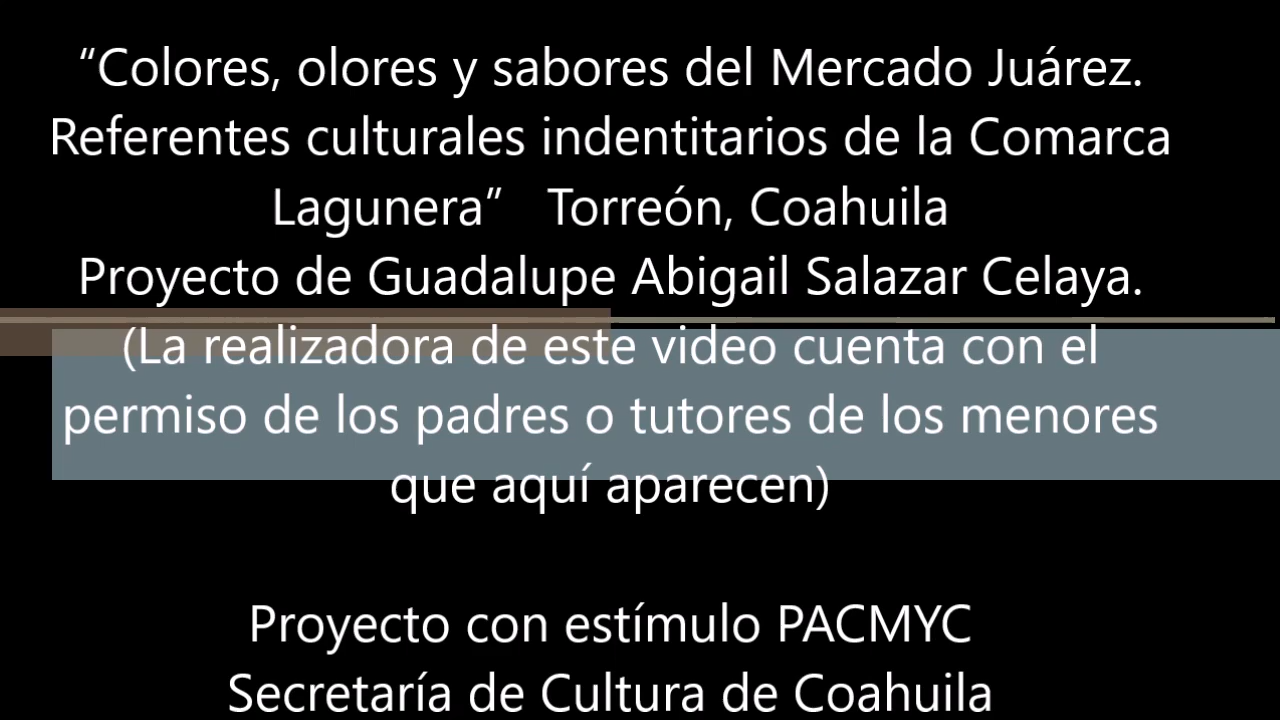 “Colores, olores y sabores del Mercado Juárez.
Referentes culturales indentitarios de la Comarca
Lagunera” Torreón, Coahuila
Proyecto de Guadalupe Abigail Salazar Celaya.
(La realizadora de este video cuenta con el
permiso de los padres o tutores de los menores
que aquí aparecen)
Proyecto con estímulo PACMYC
Secretaría de Cultura de Coahuila